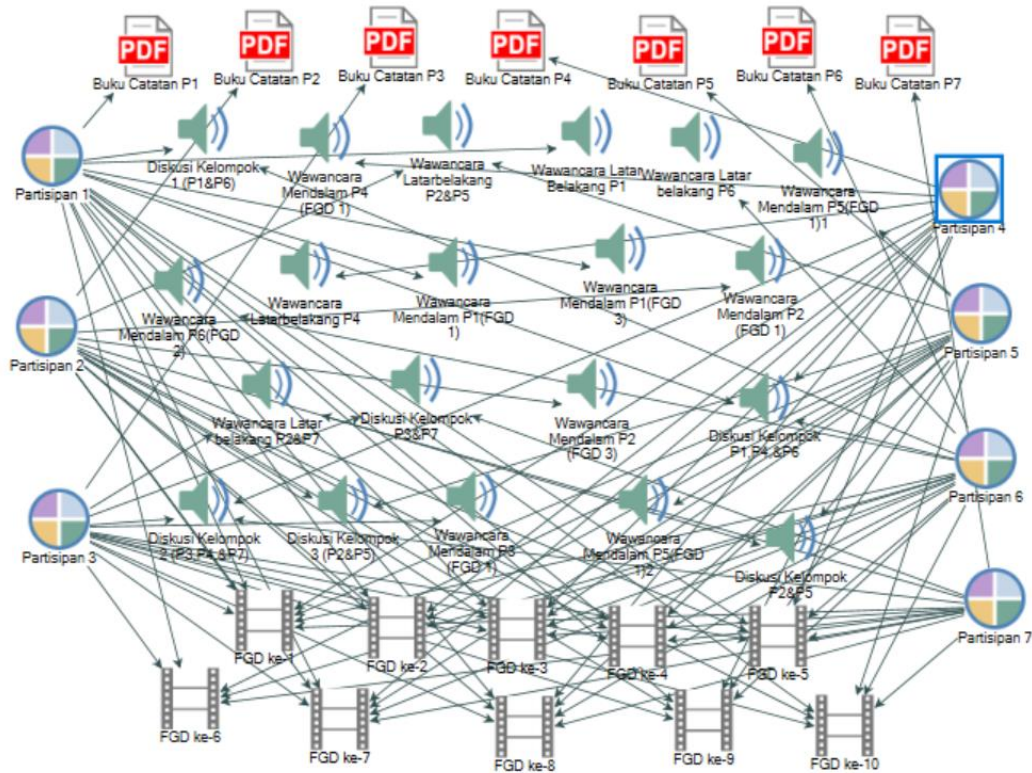 PDF
PDF
PDF
PDF
PDF
PDF
PDF
Buku Catatan P1
Buku Catatan P2
Buku Catatan P3
Buku Catatan P4
Buku Catatan P5
Buku Catatan P6
Buku Catatan P7
Partisipan 1
Diskusi Kelompok
1 (P1&P6)
Wawancara
Mendalam P4
(FGD 1)
Wawancara
Latarbelakang
P2&P5
Wawancara Latar
Belakang P1
Wawancara Latar
belakang P6
Wawancara
Mendalam P5(FGD
1)1
Partisipan 4
Wawancara
Mendalam P6(FGD
2)
Wawancara
Latarbelakang P4
Wawancara
Mendalam P1(FGD
1)
Wawancara
Mendalam P1(FGD
3)
Wawancara
Mendalam P2
(FGD 1)
Partisipan 2
Partisipan 5
Wawancara Latar
belakang P2&P7
Diskusi Kelompok
P3&P7
Wawancara
Mendalam P2
(FGD 3)
Diskusi Kelompok
P1,P4,&P6
Partisipan 3
Partisipan 6
Diskusi Kelompok
2 (P3,P4,&P7)
Diskusi Kelompok
3 (P2&P5)
Wawancara
Mendalam P3
(FGD 1)
Wawancara
Mendalam P5(FGD
1)2
Diskusi Kelompok
P2&P5
Partisipan 7
FGD ke-1
FGD ke-2
FGD ke-3
FGD ke-4
FGD ke-5
FGD ke-6
FGD ke-7
FGD ke-8
FGD ke-9
FGD ke-10